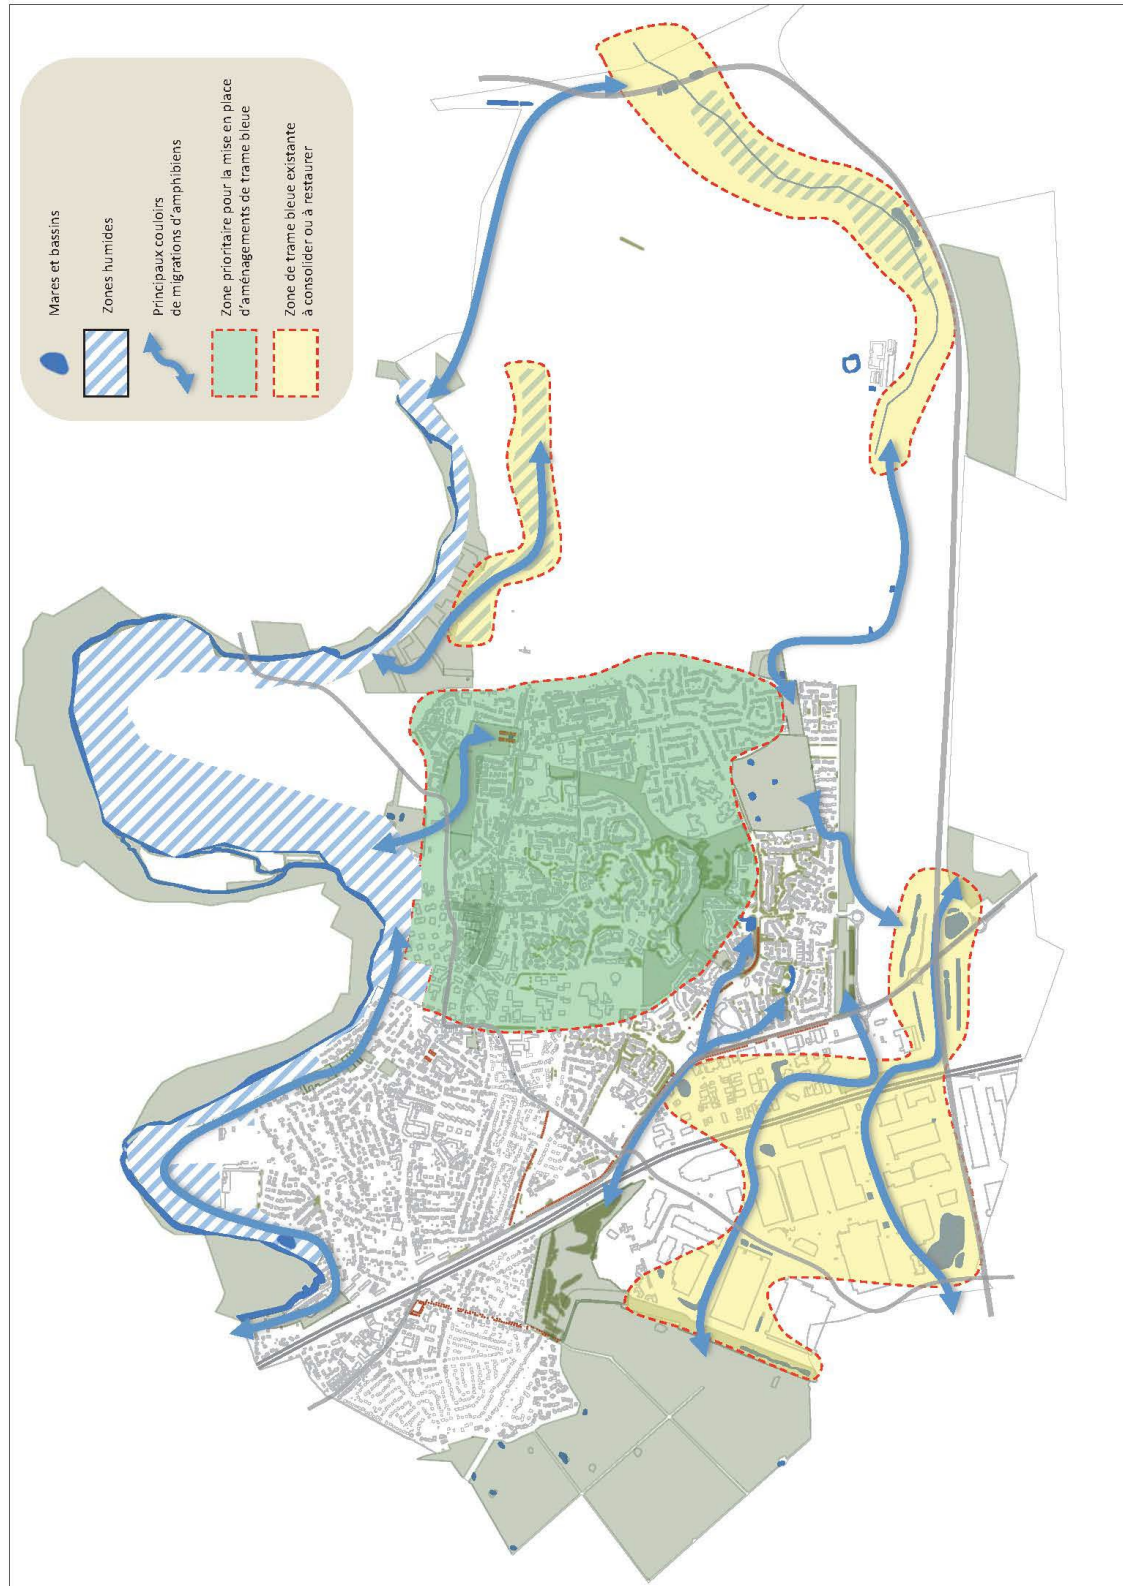 Mares et bassins
Zones humides
Principaux couloirs
de migrations d'amphibiens
Zone prioritaire pour la mise en place
d'aménagements de trame bleue
Zone de trame bleue existante
à consolider ou à restaurer